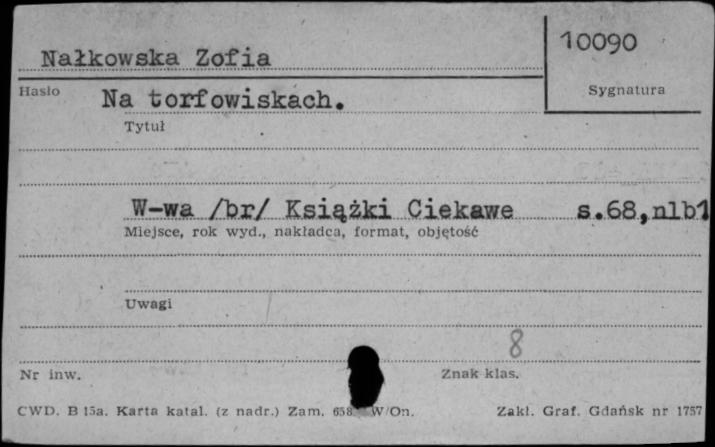 Nałkowska Zofia
10090
Hasło
Sygnatura
Na torfowiskach.
Tytuł
W-wa /br/ Książki Ciekawe s.68,nlb1
Miejsce, rok wyd., nakładca, format, objętość
Uwagi
8
Nr inw.
Znak klas.
CWD. B 15a. Karta katal. (z nadr.) Zam. 658 W/On.
Zakł. Graf. Gdańsk nr 1757